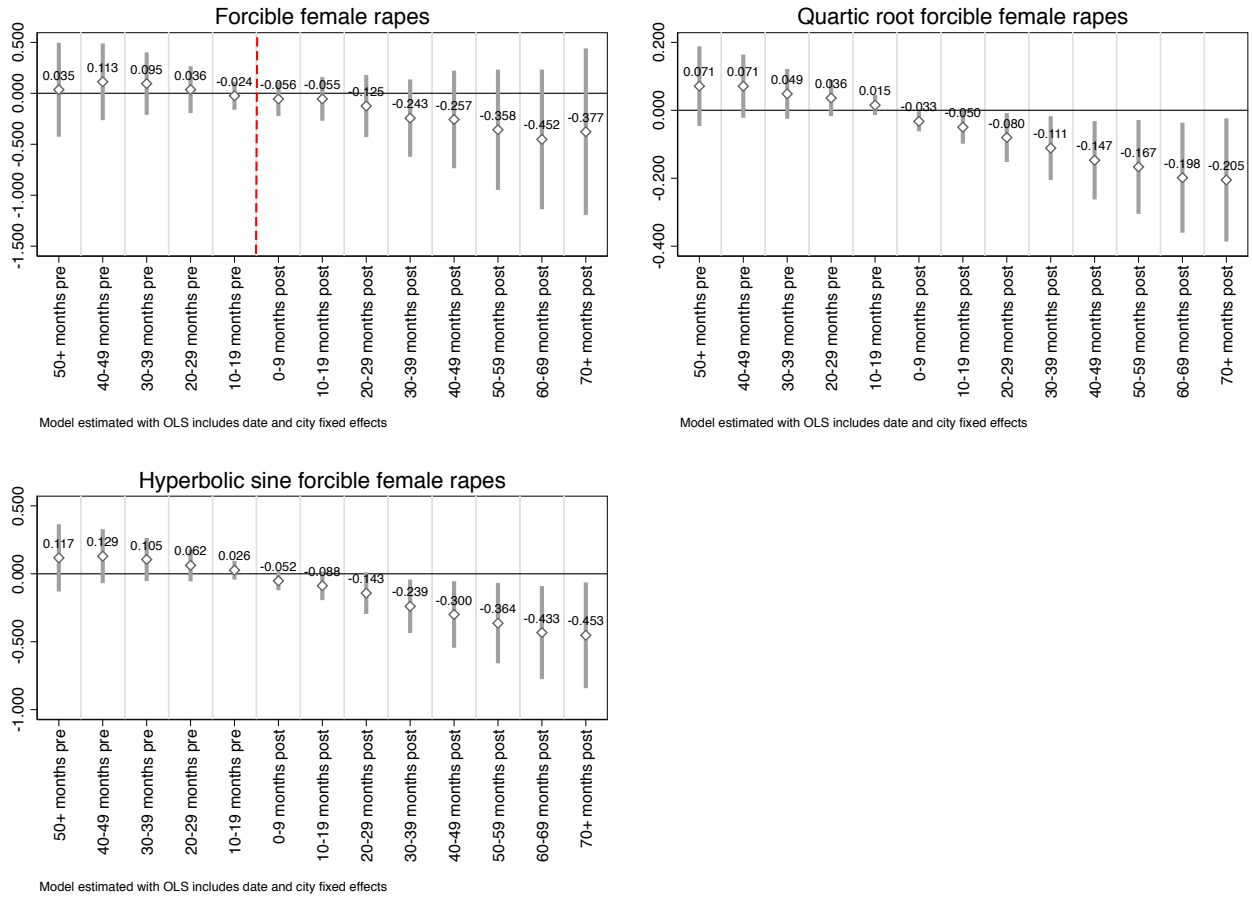 Forcible female rapes
0.500
0.000
-0.500
-1.000
-1.500
0.035
0.113
0.095
0.036
-0.024
-0.056
-0.055
-0.125
-0.243
-0.257
-0.358
-0.452
-0.377
50+ months pre
40-49 months pre
30-39 months pre
20-29 months pre
10-19 months pre
0-9 months post
10-19 months post
20-29 months post
30-39 months post
40-49 months post
50-59 months post
60-69 months post
70+ months post
Model estimated with OLS includes date and city fixed effects
Quartic root forcible female rapes
0.200
0.000
-0.200
-0.400
0.071
0.071
0.049
0.036
0.015
-0.033
-0.050
-0.080
-0.111
-0.147
-0.167
-0.198
-0.205
50+ months pre
40-49 months pre
30-39 months pre
20-29 months pre
10-19 months pre
0-9 months post
10-19 months post
20-29 months post
30-39 months post
40-49 months post
50-59 months post
60-69 months post
70+ months post
Model estimated with OLS includes date and city fixed effects
Hyperbolic sine forcible female rapes
0.500
0.000
-0.500
-1.000
0.117
0.129
0.105
0.062
0.026
-0.052
-0.088
-0.143
-0.239
-0.300
-0.364
-0.433
-0.453
50+ months pre
40-49 months pre
30-39 months pre
20-29 months pre
10-19 months pre
0-9 months post
10-19 months post
20-29 months post
30-39 months post
40-49 months post
50-59 months post
60-69 months post
70+ months post
Model estimated with OLS includes date and city fixed effects